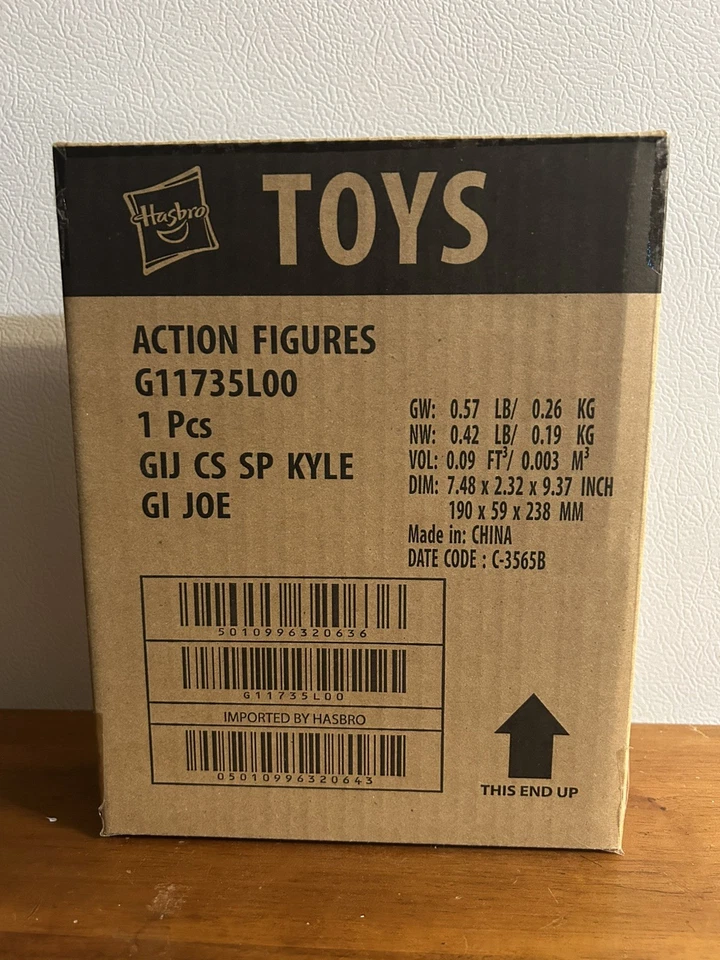 Hasbro
TOYS
ACTION FIGURES
G11735L00
1 Pcs
GIJ CS SP KYLE
GI JOE
GW: 0.57 LB/ 0.26 KG
NW: 0.42 LB/ 0.19 KG
VOL: 0.09 FT³/ 0.003 M³
DIM: 7.48 x 2.32 x 9.37 INCH
190 x 59 x 238 MM
Made in: CHINA
DATE CODE : C-3565B
5010996320636
G11735L00
IMPORTED BY HASBRO
05010996320643
THIS END UP